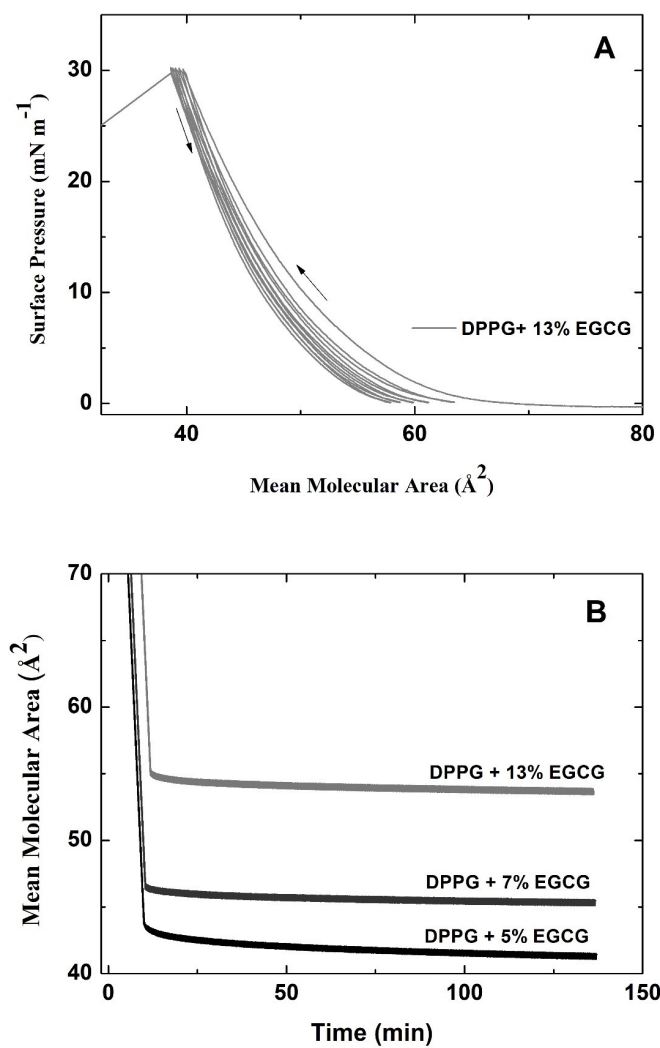 A
30
20
10
0
Surface Pressure (mN m⁻¹)
DPPG+ 13% EGCG
40
60
80
Mean Molecular Area (Å²)
B
70
60
50
40
Mean Molecular Area (Å²)
DPPG + 13% EGCG
DPPG + 7% EGCG
DPPG + 5% EGCG
0
50
100
150
Time (min)